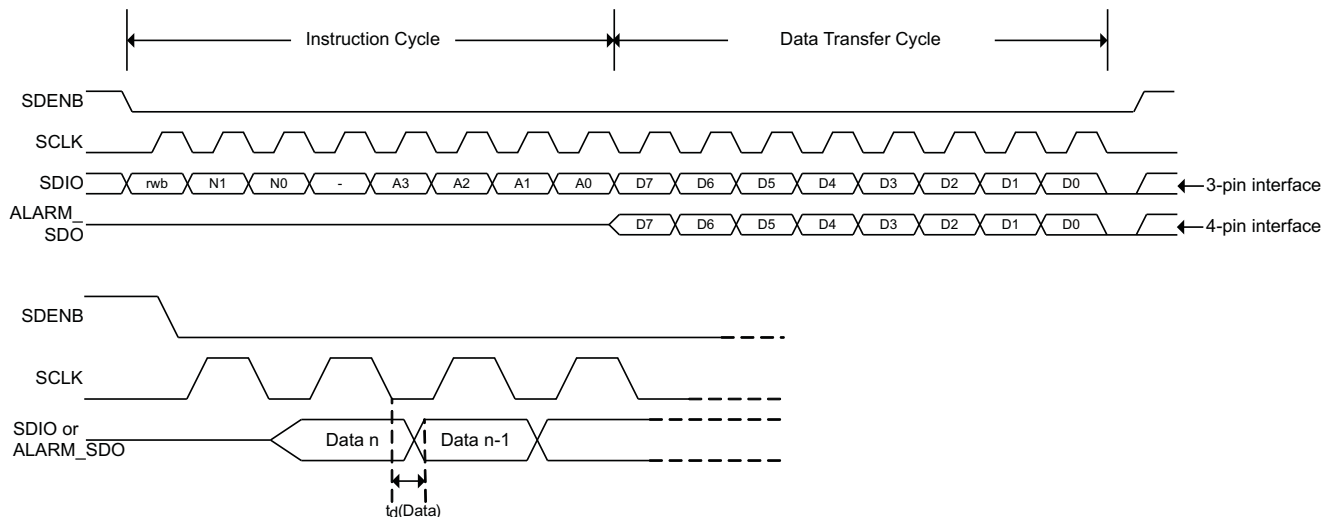 Instruction Cycle Data Transfer Cycle
SDENB
SCLK
SDIO rwb N1 N0 - A3 A2 A1 A0 D7 D6 D5 D4 D3 D2 D1 D0 3-pin interface
ALARM_
SDO D7 D6 D5 D4 D3 D2 D1 D0 4-pin interface
SDENB
SCLK
SDIO or
ALARM_SDO Data n Data n-1
td(Data)